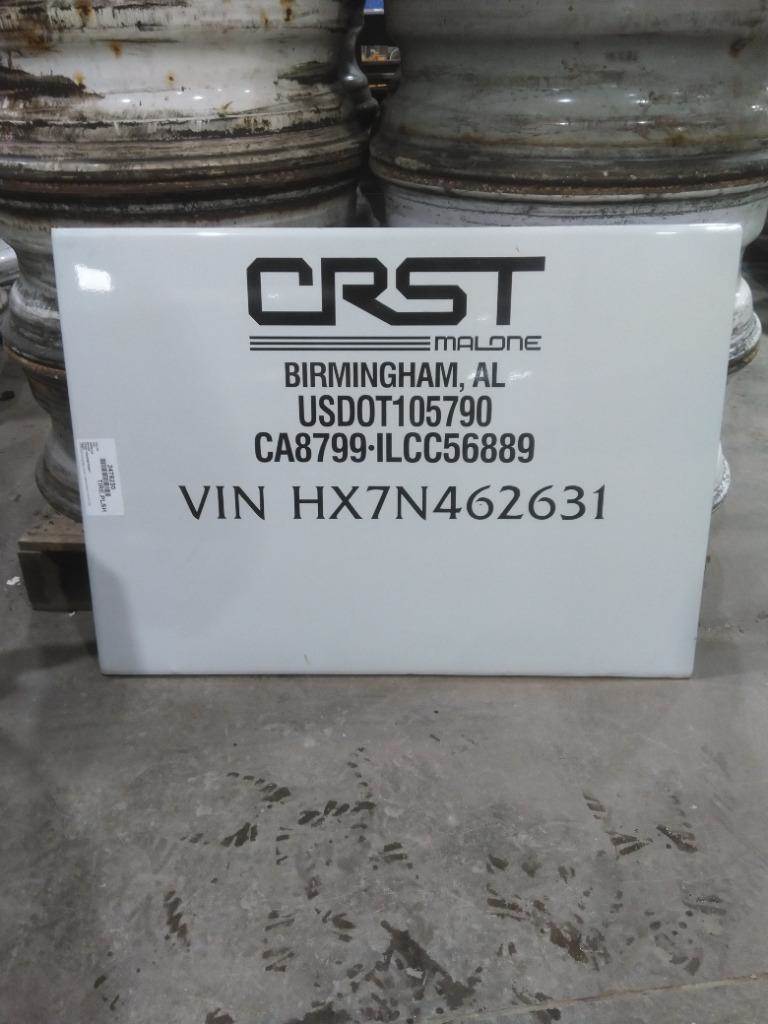 CRST
MALONE
BIRMINGHAM, AL
USDOT105790
CA8799·ILCC56889
VIN HX7N462631